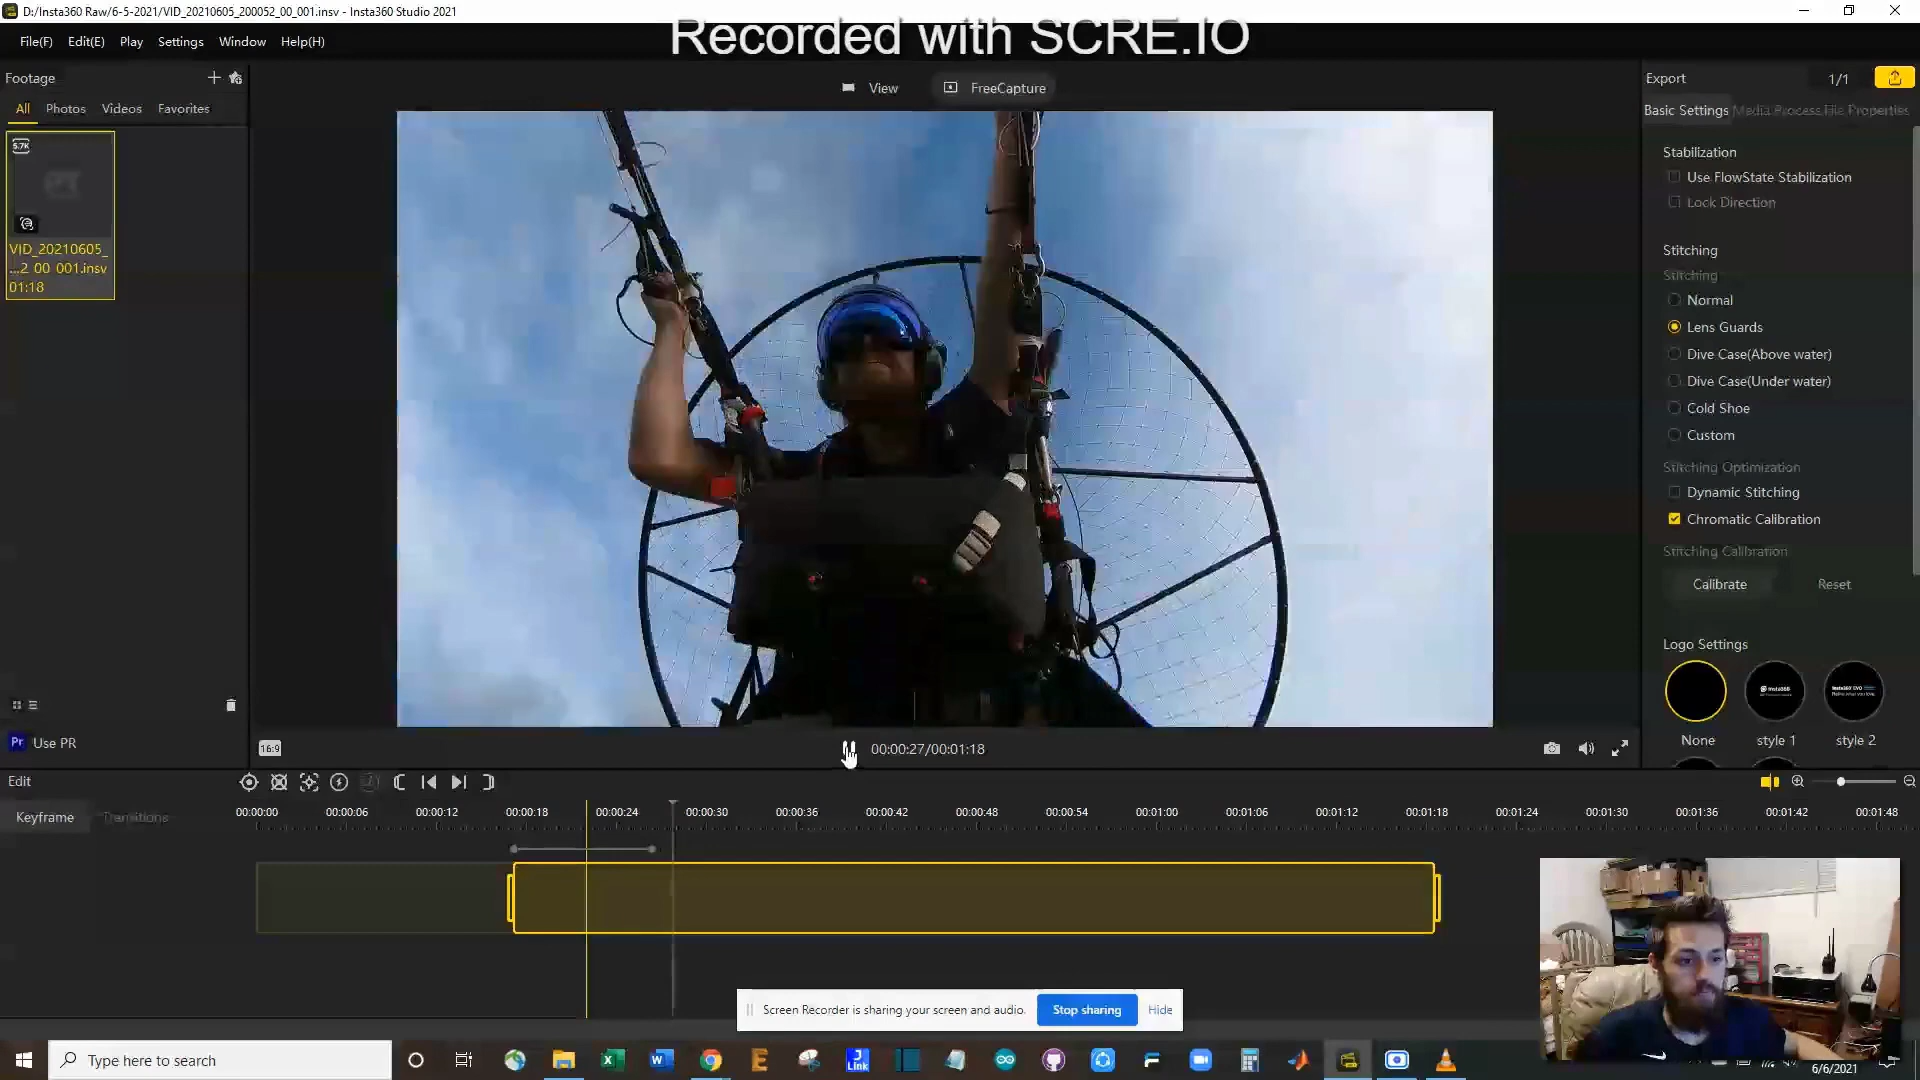 D:/Insta360 Raw/6-5-2021/VID_20210605_200052_00_001.insv - Insta360 Studio 2021
File(F) Edit(E) Play Settings Window Help(H)
Recorded with SCRE.IO
Footage
All Photos Videos Favorites
5.7K
VID_20210605_
...2_00_001.insv
01:18
Pr Use PR
View FreeCapture
16:9
00:00:27/00:01:18
Export 1/1
Basic Settings Media Process File Properties
Stabilization
Use FlowState Stabilization
Lock Direction
Stitching
Stitching
Normal
Lens Guards
Dive Case(Above water)
Dive Case(Under water)
Cold Shoe
Custom
Stitching Optimization
Dynamic Stitching
Chromatic Calibration
Stitching Calibration
Calibrate Reset
Logo Settings
None style 1 style 2
Edit
Keyframe Transitions
00:00:00 00:00:06 00:00:12 00:00:18 00:00:24 00:00:30 00:00:36 00:00:42 00:00:48 00:00:54 00:01:00 00:01:06 00:01:12 00:01:18 00:01:24 00:01:30 00:01:36 00:01:42 00:01:48
Screen Recorder is sharing your screen and audio. Stop sharing Hide
Type here to search
J
Link
6/6/2021